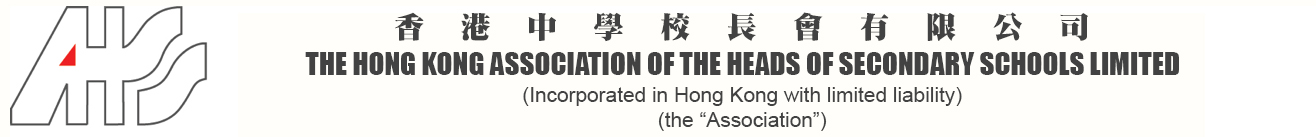 AHSS
香港中學校長會有限公司
THE HONG KONG ASSOCIATION OF THE HEADS OF SECONDARY SCHOOLS LIMITED
(Incorporated in Hong Kong with limited liability)
(the “Association”)